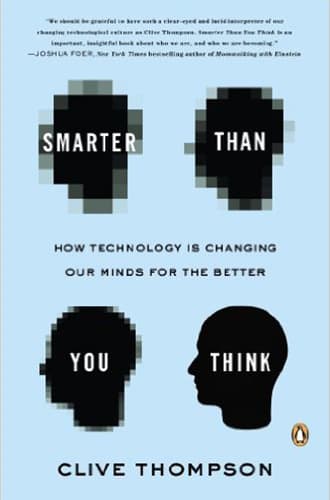 "We should be grateful to have such a clear-eyed and lucid interpreter of our
changing technological culture as Clive Thompson. Smarter Than You Think is an
important, insightful book about who we are, and who we are becoming."
—JOSHUA FOER, New York Times bestselling author of Moonwalking with Einstein
SMARTER THAN
HOW TECHNOLOGY IS CHANGING
OUR MINDS FOR THE BETTER
YOU THINK
CLIVE THOMPSON